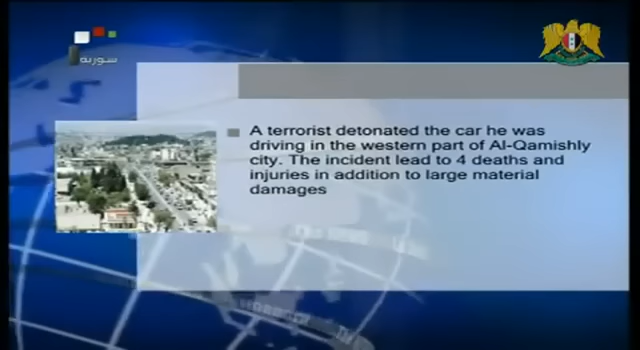 سورية
A terrorist detonated the car he was
driving in the western part of Al-Qamishly
city. The incident lead to 4 deaths and
injuries in addition to large material
damages